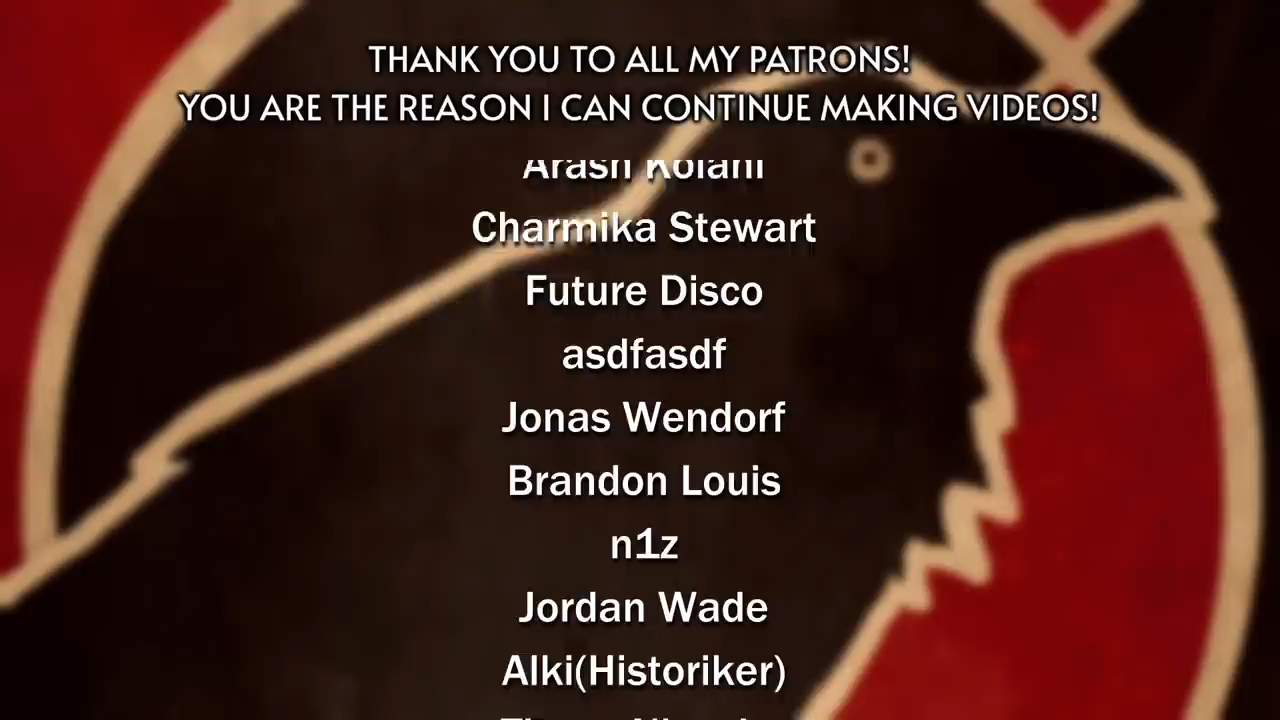 THANK YOU TO ALL MY PATRONS!
YOU ARE THE REASON I CAN CONTINUE MAKING VIDEOS!
Arash
Charmika Stewart
Future Disco
asdfasdf
Jonas Wendorf
Brandon Louis
n1z
Jordan Wade
Alki(Historiker)